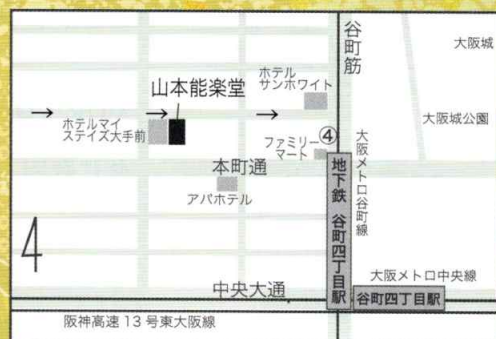 谷町筋
大阪城
ホテル
サンホワイト
山本能楽堂
→
→
→
ホテルマイ
ステイズ大手前
大阪城公園
④
ファミリー
マート
大阪メトロ谷町線
本町通
地下鉄 谷町四丁目駅
アパホテル
4
大阪メトロ中央線
中央大通
谷町四丁目駅
阪神高速13号東大阪線